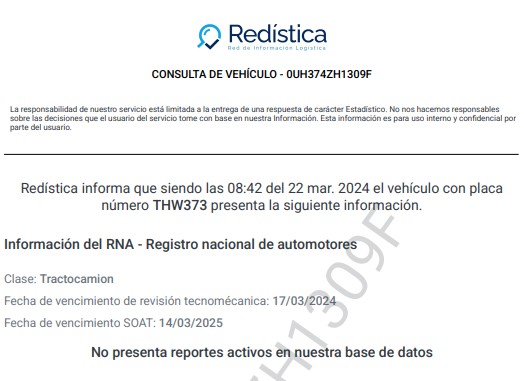 Redística
Red de Información Logística
CONSULTA DE VEHÍCULO - 0UH374ZH1309F
La responsabilidad de nuestro servicio está limitada a la entrega de una respuesta de carácter Estadístico. No nos hacemos responsables
sobre las decisiones que el usuario del servicio tome con base en nuestra Información. Esta información es para uso interno y confidencial por
parte del usuario.
Redística informa que siendo las 08:42 del 22 mar. 2024 el vehículo con placa
número THW373 presenta la siguiente información.
Información del RNA - Registro nacional de automotores
Clase: Tractocamion
Fecha de vencimiento de revisión tecnomécanica: 17/03/2024
Fecha de vencimiento SOAT: 14/03/2025
No presenta reportes activos en nuestra base de datos
H1309F